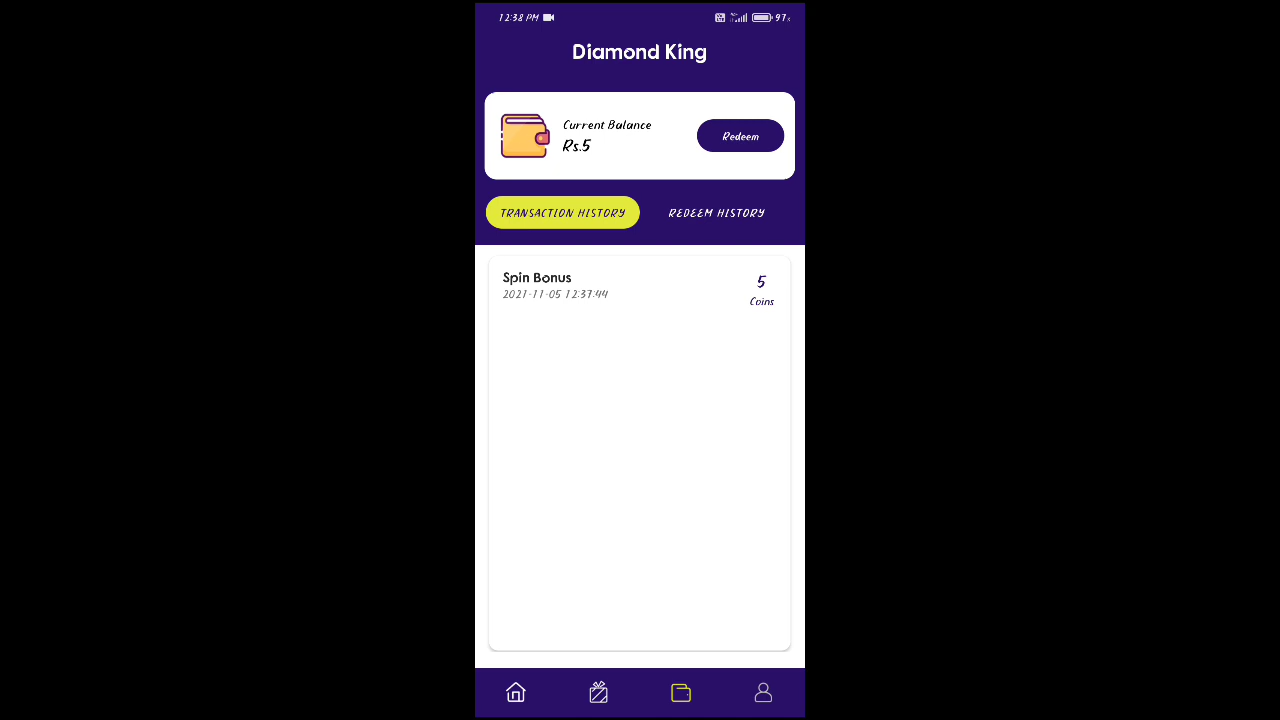 12:38 PM 97%
Diamond King
Current Balance
Rs.5
Redeem
TRANSACTION HISTORY REDEEM HISTORY
Spin Bonus
2021-11-05 12:37:44
5
Coins